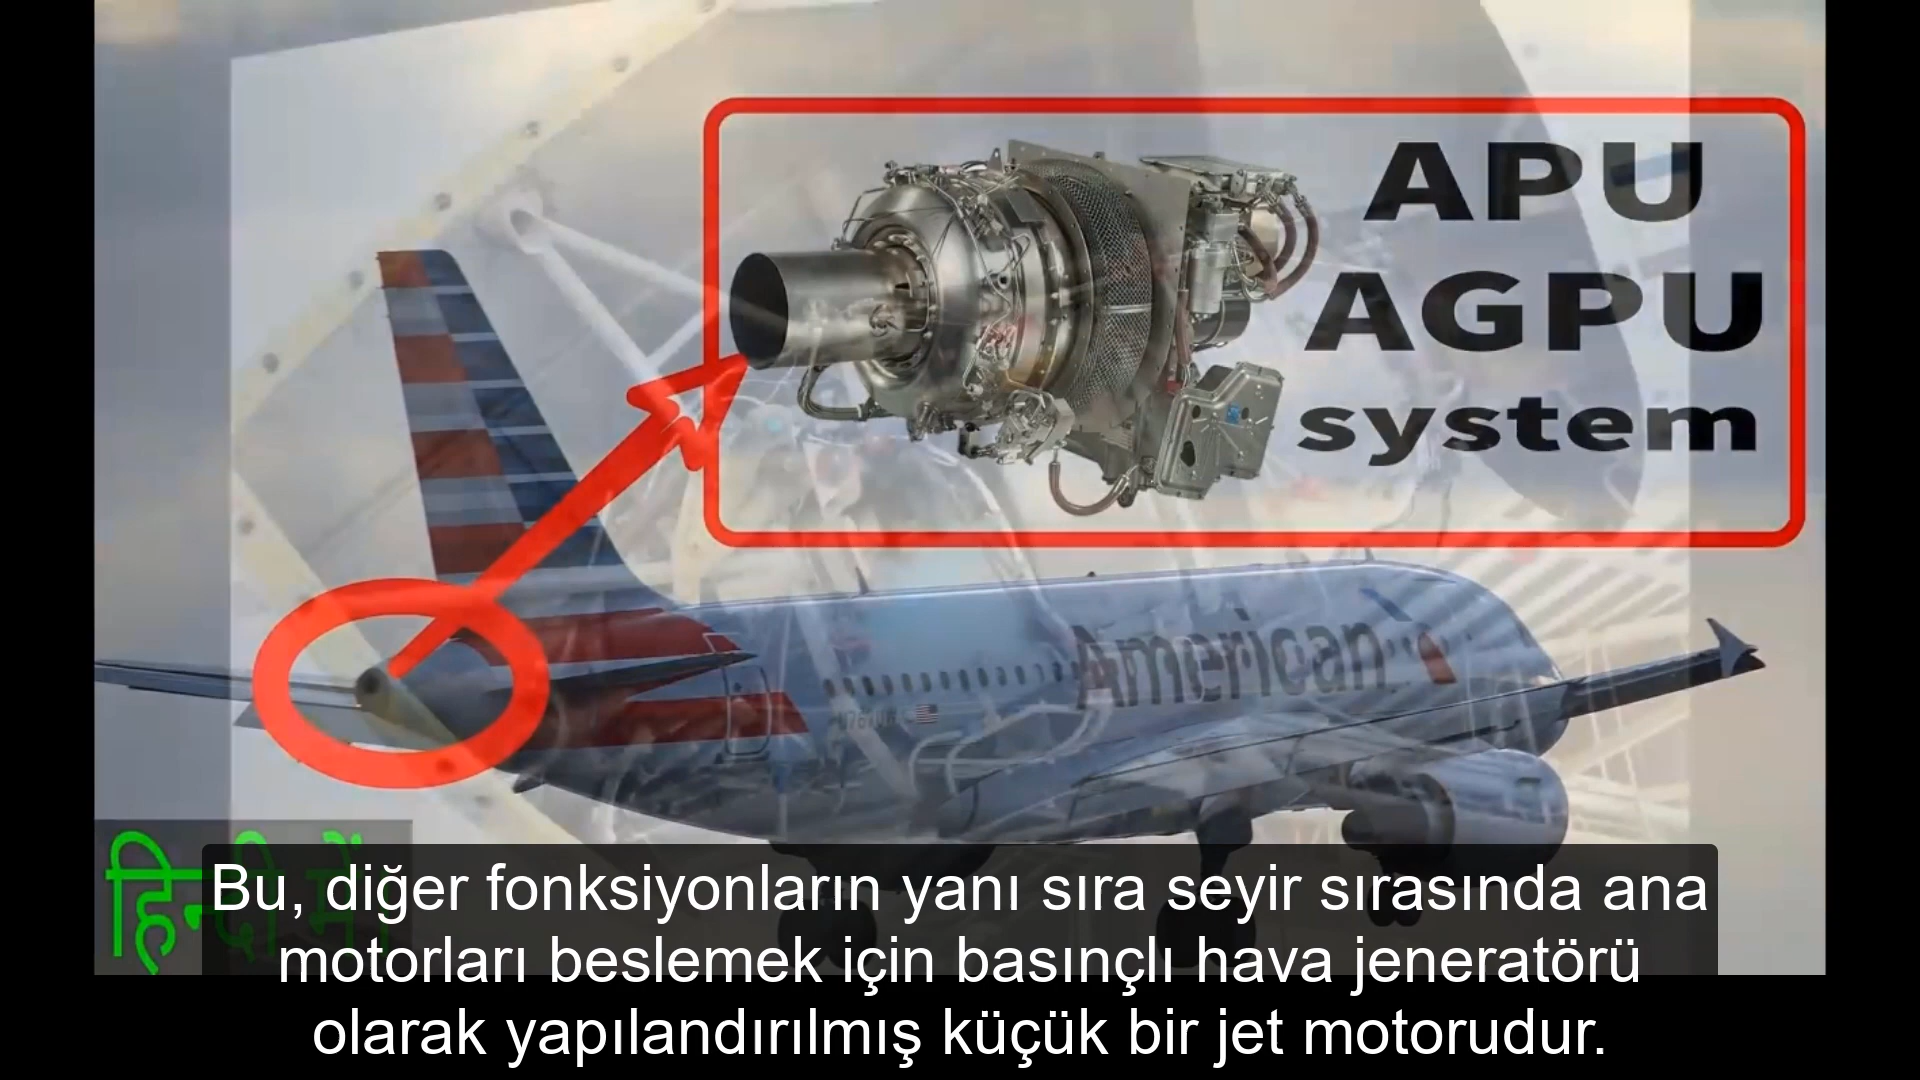 APU
AGPU
system
American
हिन्दी में
Bu, diğer fonksiyonların yanı sıra seyir sırasında ana
motorları beslemek için basınçlı hava jeneratörü
olarak yapılandırılmış küçük bir jet motorudur.